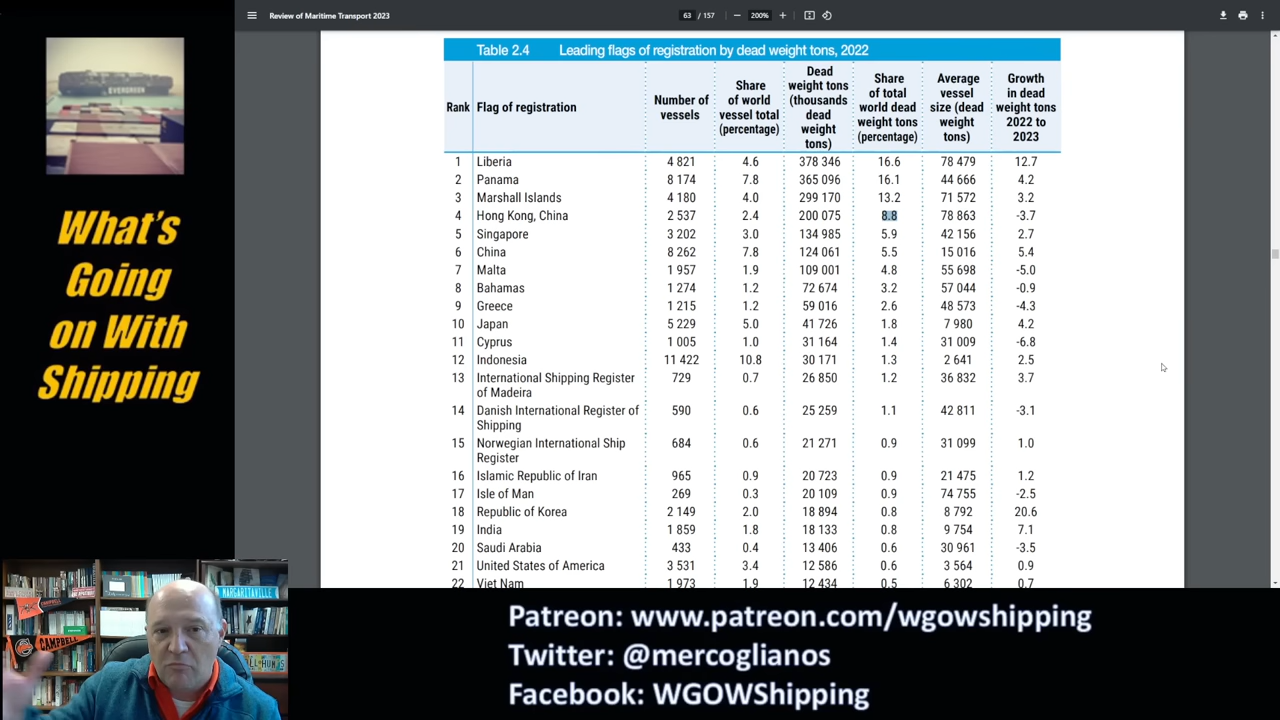 Review of Maritime Transport 2023
63 / 157
200%
EVERGREEN
What's
Going
on With
Shipping
Table 2.4 Leading flags of registration by dead weight tons, 2022
Rank Flag of registration Number of vessels Share of world vessel total (percentage) Dead weight tons (thousands dead weight tons) Share of total world dead weight tons (percentage) Average vessel size (dead weight tons) Growth in dead weight tons 2022 to 2023
1 Liberia 4 821 4.6 378 346 16.6 78 479 12.7
2 Panama 8 174 7.8 365 096 16.1 44 666 4.2
3 Marshall Islands 4 180 4.0 299 170 13.2 71 572 3.2
4 Hong Kong, China 2 537 2.4 200 075 8.8 78 863 -3.7
5 Singapore 3 202 3.0 134 985 5.9 42 156 2.7
6 China 8 262 7.8 124 061 5.5 15 016 5.4
7 Malta 1 957 1.9 109 001 4.8 55 698 -5.0
8 Bahamas 1 274 1.2 72 674 3.2 57 044 -0.9
9 Greece 1 215 1.2 59 016 2.6 48 573 -4.3
10 Japan 5 229 5.0 41 726 1.8 7 980 4.2
11 Cyprus 1 005 1.0 31 164 1.4 31 009 -6.8
12 Indonesia 11 422 10.8 30 171 1.3 2 641 2.5
13 International Shipping Register of Madeira 729 0.7 26 850 1.2 36 832 3.7
14 Danish International Register of Shipping 590 0.6 25 259 1.1 42 811 -3.1
15 Norwegian International Ship Register 684 0.6 21 271 0.9 31 099 1.0
16 Islamic Republic of Iran 965 0.9 20 723 0.9 21 475 1.2
17 Isle of Man 269 0.3 20 109 0.9 74 755 -2.5
18 Republic of Korea 2 149 2.0 18 894 0.8 8 792 20.6
19 India 1 859 1.8 18 133 0.8 9 754 7.1
20 Saudi Arabia 433 0.4 13 406 0.6 30 961 -3.5
21 United States of America 3 531 3.4 12 586 0.6 3 564 0.9
22 Viet Nam 1 973 1.9 12 434 0.5 6 302 0.7
MARGARITAVILLE
CAMPBELL
Patreon: www.patreon.com/wgowshipping
Twitter: @mercoglianos
Facebook: WGOWShipping